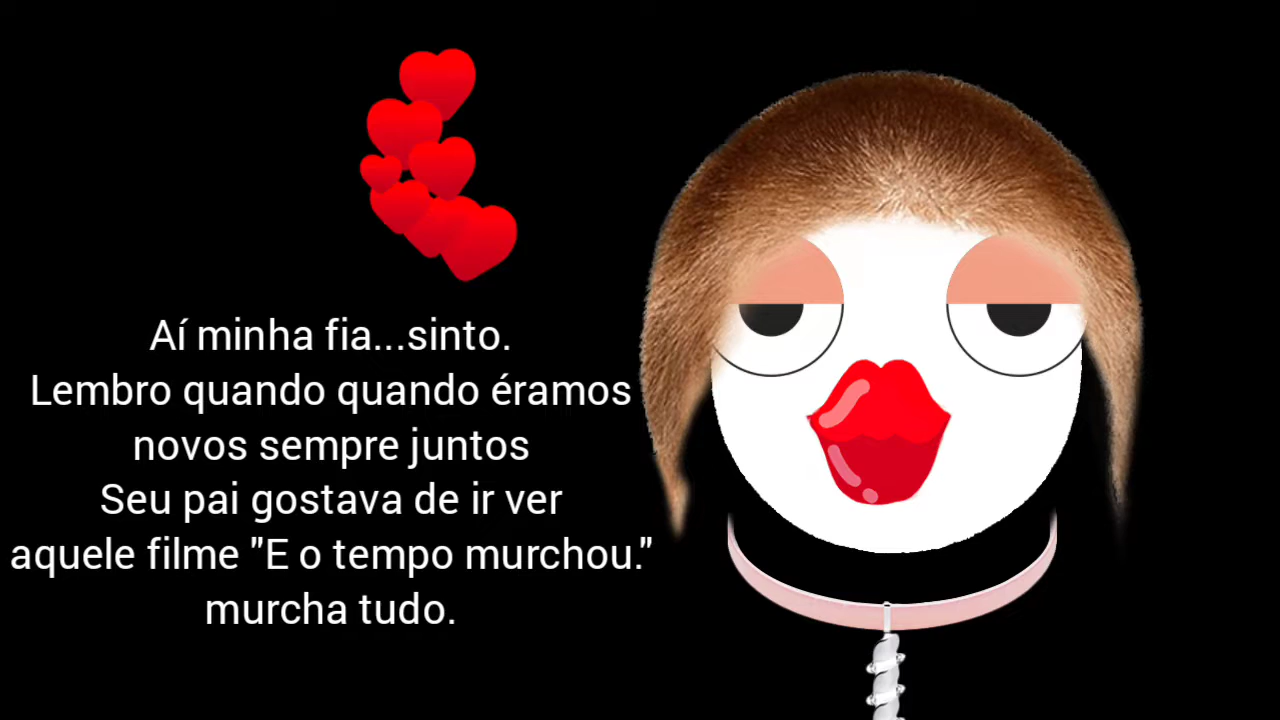 Aí minha fia...sinto.
Lembro quando quando éramos
novos sempre juntos
Seu pai gostava de ir ver
aquele filme "E o tempo murchou."
murcha tudo.